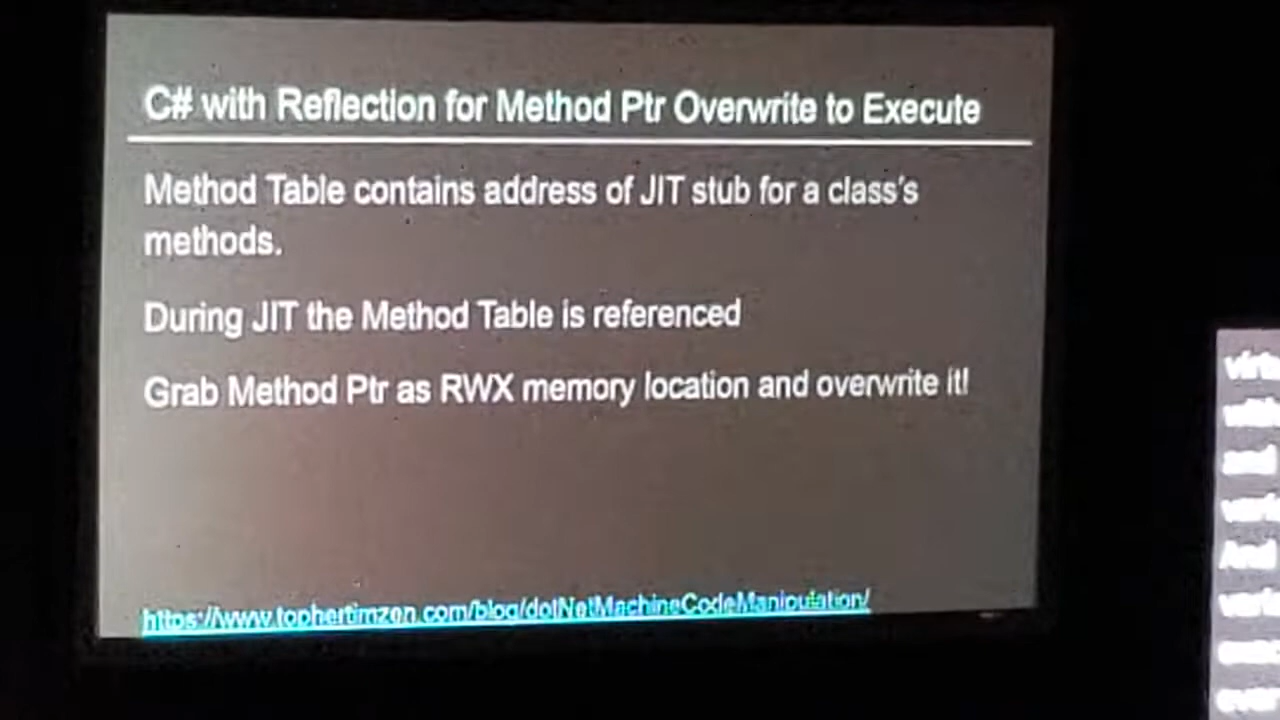 C# with Reflection for Method Ptr Overwrite to Execute
Method Table contains address of JIT stub for a class's
methods.
During JIT the Method Table is referenced
Grab Method Ptr as RWX memory location and overwrite it!
https://www.tophertimzen.com/blog/dotNetMachineCodeManipulation/
And